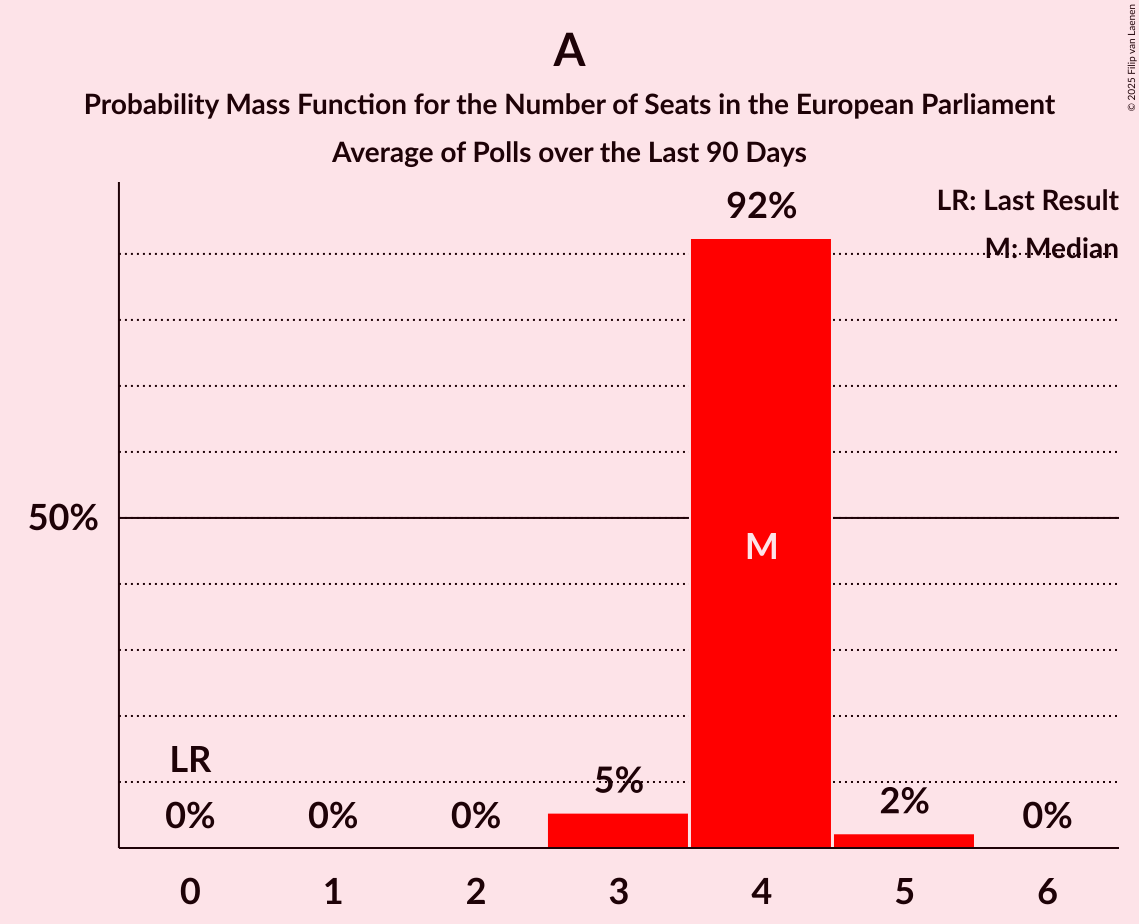 A
Probability Mass Function for the Number of Seats in the European Parliament
Average of Polls over the Last 90 Days
© 2025 Filip van Laenen
LR: Last Result
M: Median
92%
50%
M
LR
0%
0%
0%
5%
2%
0%
0
1
2
3
4
5
6